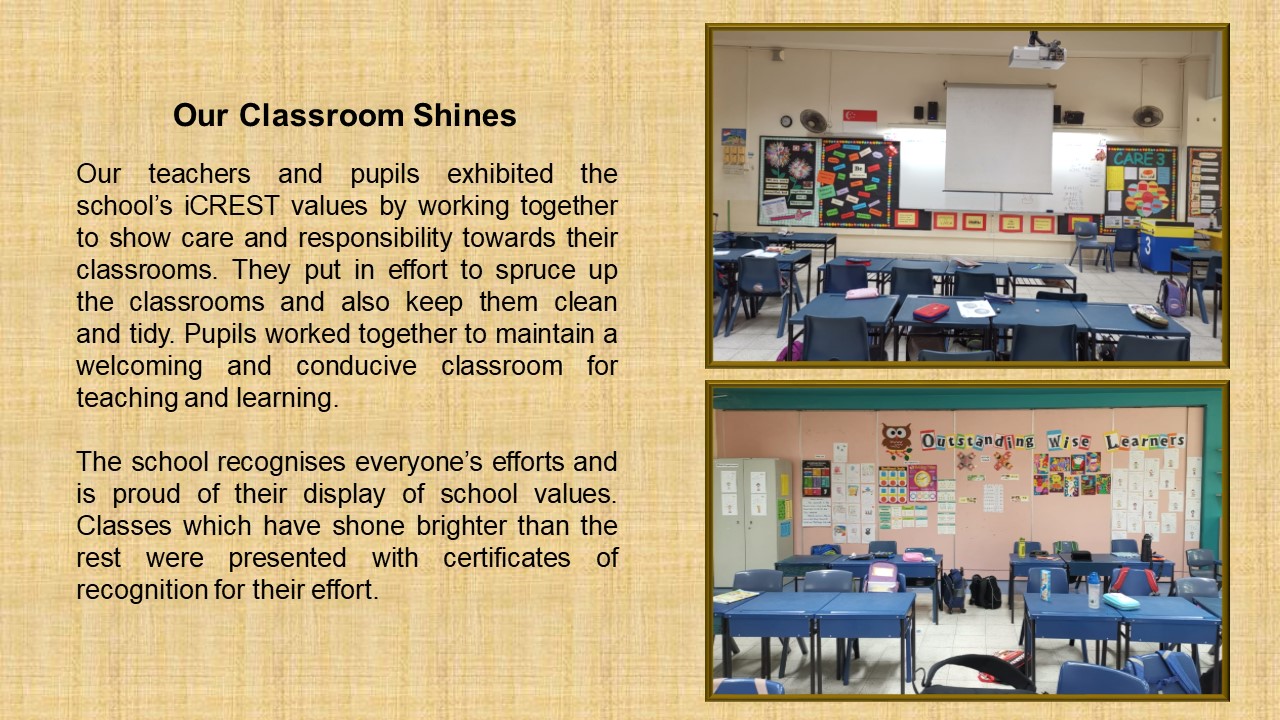 Our Classroom Shines
Our teachers and pupils exhibited the
school’s iCREST values by working together
to show care and responsibility towards their
classrooms. They put in effort to spruce up
the classrooms and also keep them clean
and tidy. Pupils worked together to maintain a
welcoming and conducive classroom for
teaching and learning.
The school recognises everyone’s efforts and
is proud of their display of school values.
Classes which have shone brighter than the
rest were presented with certificates of
recognition for their effort.
CARE 3
3
Outstanding Wise Learners